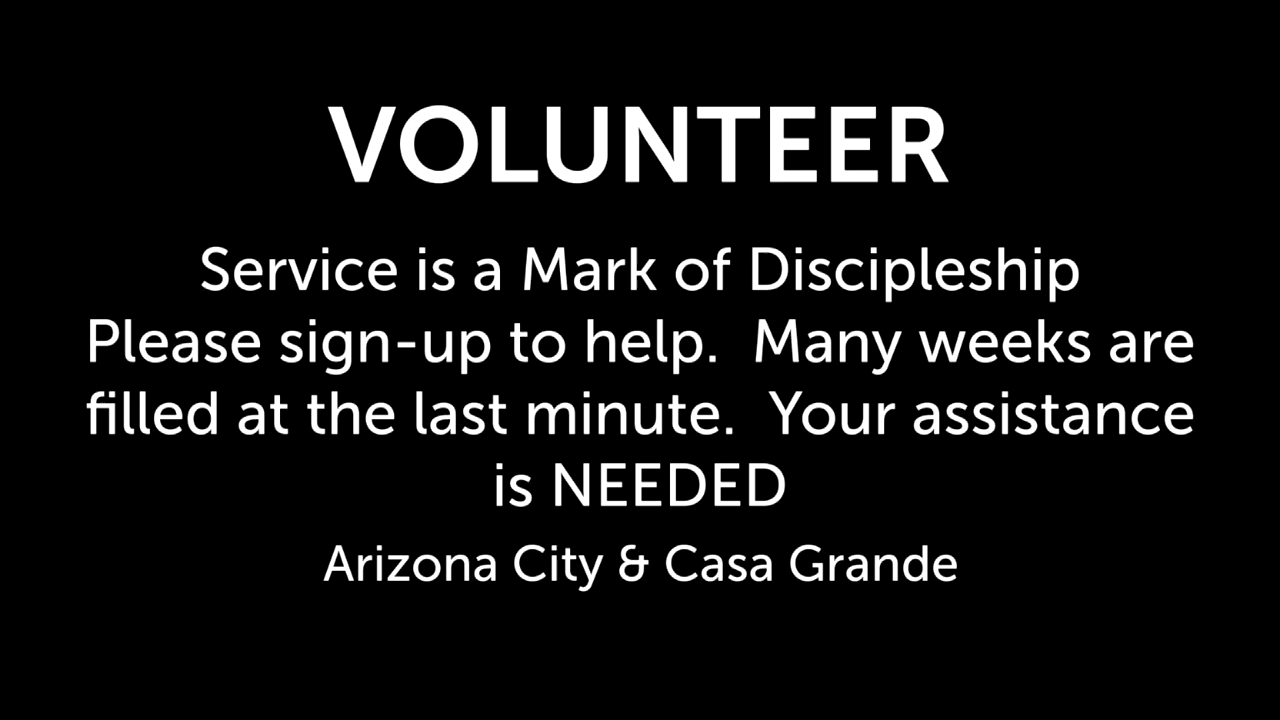 VOLUNTEER
Service is a Mark of Discipleship
Please sign-up to help.  Many weeks are
filled at the last minute.  Your assistance
is NEEDED
Arizona City & Casa Grande